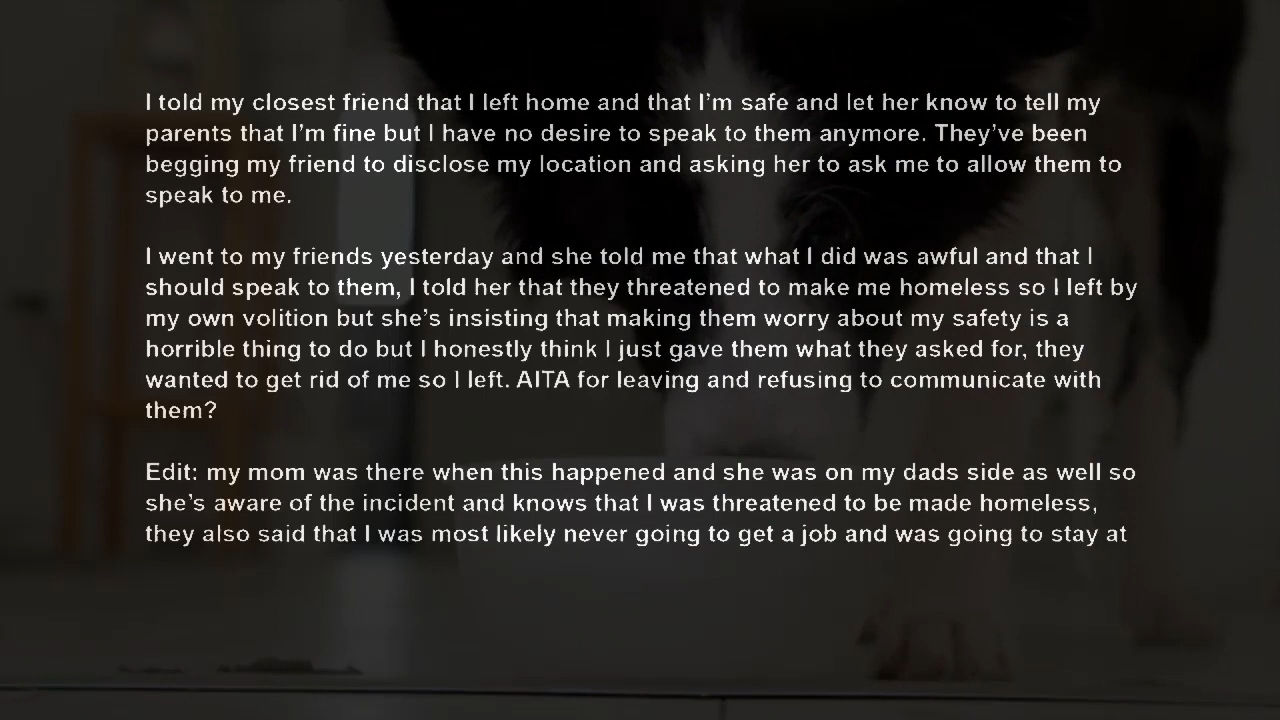 I told my closest friend that I left home and that I'm safe and let her know to tell my
parents that I'm fine but I have no desire to speak to them anymore. They've been
begging my friend to disclose my location and asking her to ask me to allow them to
speak to me.
I went to my friends yesterday and she told me that what I did was awful and that I
should speak to them, I told her that they threatened to make me homeless so I left by
my own volition but she's insisting that making them worry about my safety is a
horrible thing to do but I honestly think I just gave them what they asked for, they
wanted to get rid of me so I left. AITA for leaving and refusing to communicate with
them?
Edit: my mom was there when this happened and she was on my dads side as well so
she's aware of the incident and knows that I was threatened to be made homeless,
they also said that I was most likely never going to get a job and was going to stay at